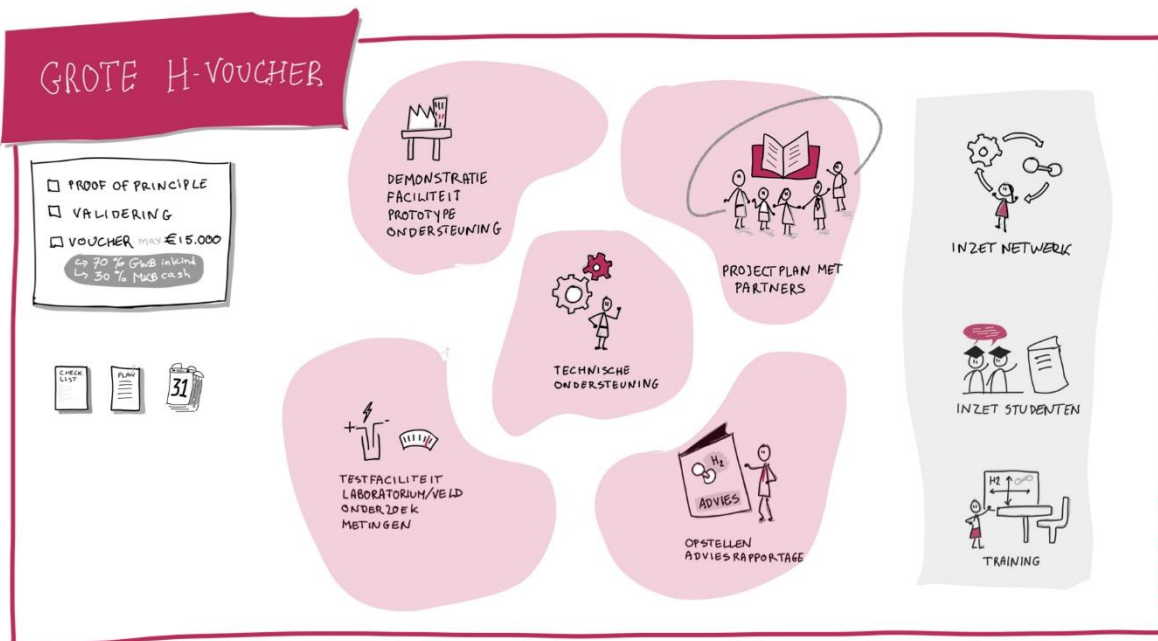 GROTE H-VOUCHER
PROOF OF PRINCIPLE
VALIDERING
VOUCHER max €15.000
↳ 70 % GWB inkind
↳ 30 % MKB cash
CHECK
LIST
PLAN
31
DEMONSTRATIE
FACILITEIT
PROTOTYPE
ONDERSTEUNING
PROJECTPLAN MET
PARTNERS
TECHNISCHE
ONDERSTEUNING
+ -
TESTFACILITEIT
LABORATORIUM/VELD
ONDERZOEK
METINGEN
H2
ADVIES
OPSTELLEN
ADVIESRAPPORTAGE
INZET NETWERK
INZET STUDENTEN
H2
TRAINING